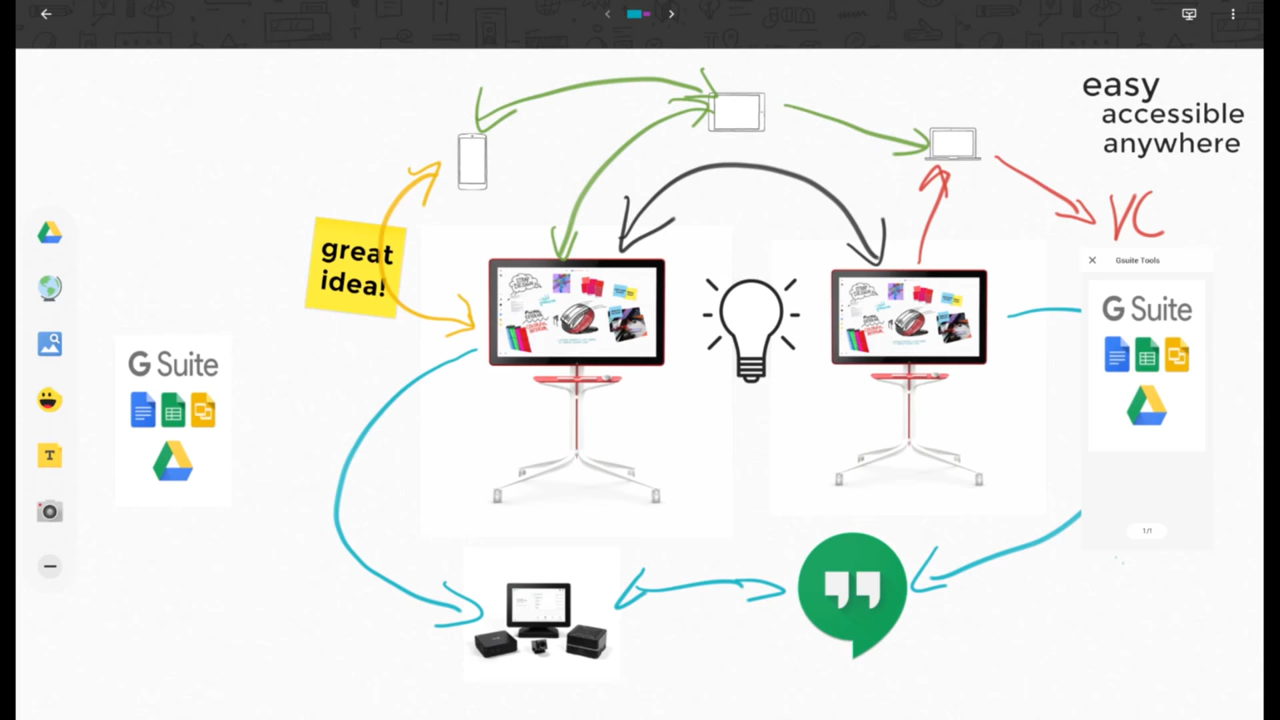 easy
accessible
anywhere
VC
great
idea!
Gsuite Tools
G Suite
G Suite
T
1/1